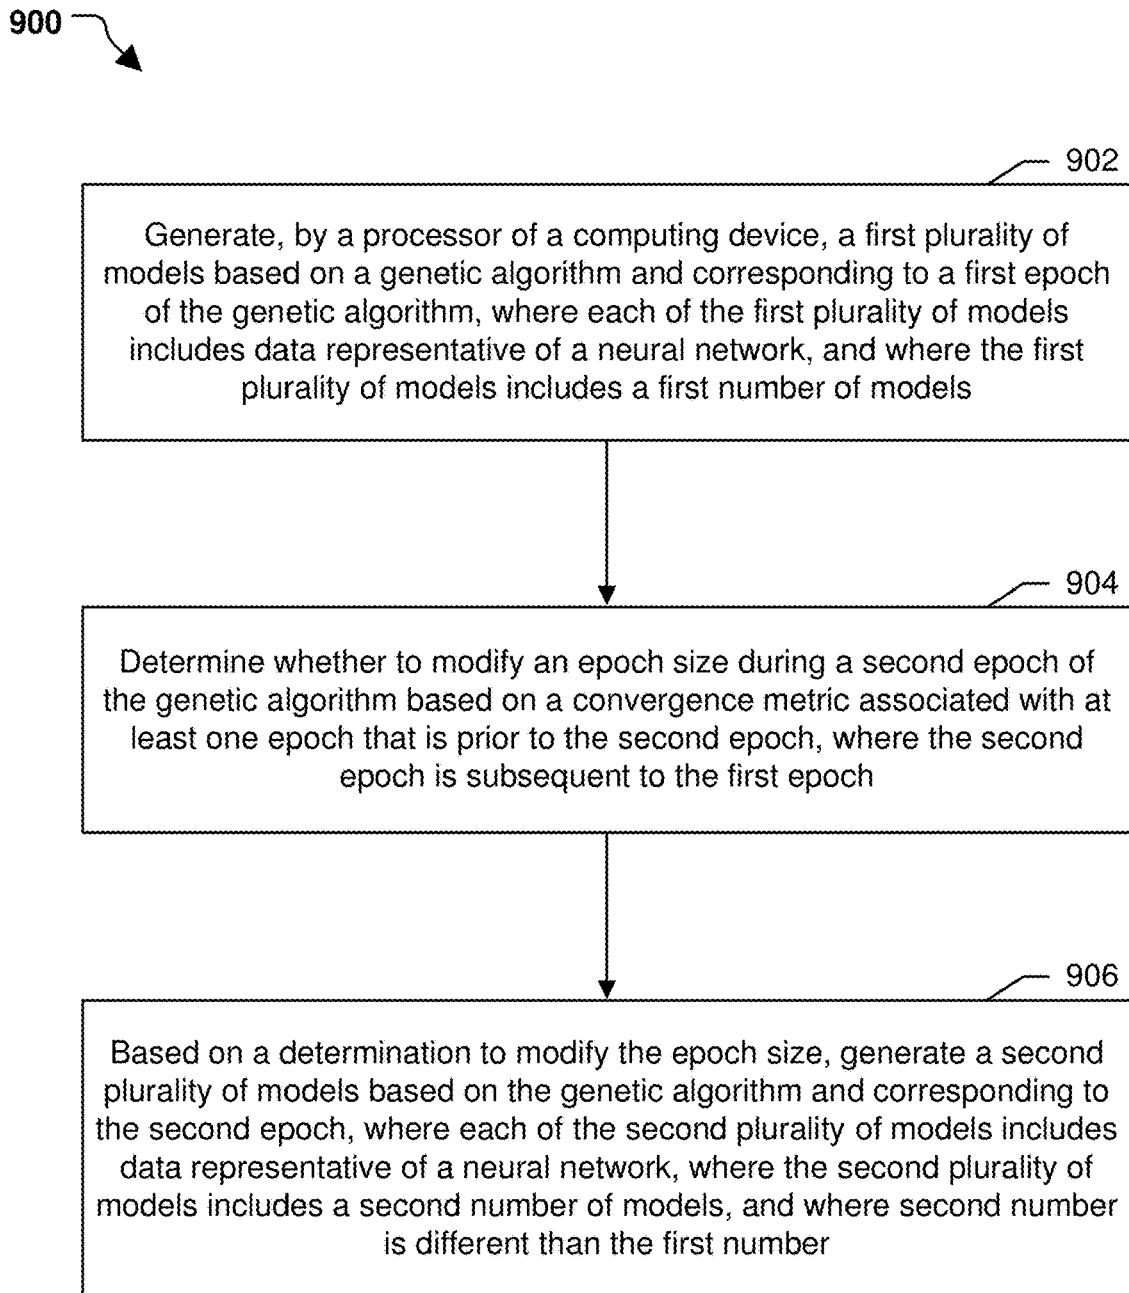 900
902
Generate, by a processor of a computing device, a first plurality of
models based on a genetic algorithm and corresponding to a first epoch
of the genetic algorithm, where each of the first plurality of models
includes data representative of a neural network, and where the first
plurality of models includes a first number of models
904
Determine whether to modify an epoch size during a second epoch of
the genetic algorithm based on a convergence metric associated with at
least one epoch that is prior to the second epoch, where the second
epoch is subsequent to the first epoch
906
Based on a determination to modify the epoch size, generate a second
plurality of models based on the genetic algorithm and corresponding to
the second epoch, where each of the second plurality of models includes
data representative of a neural network, where the second plurality of
models includes a second number of models, and where second number
is different than the first number